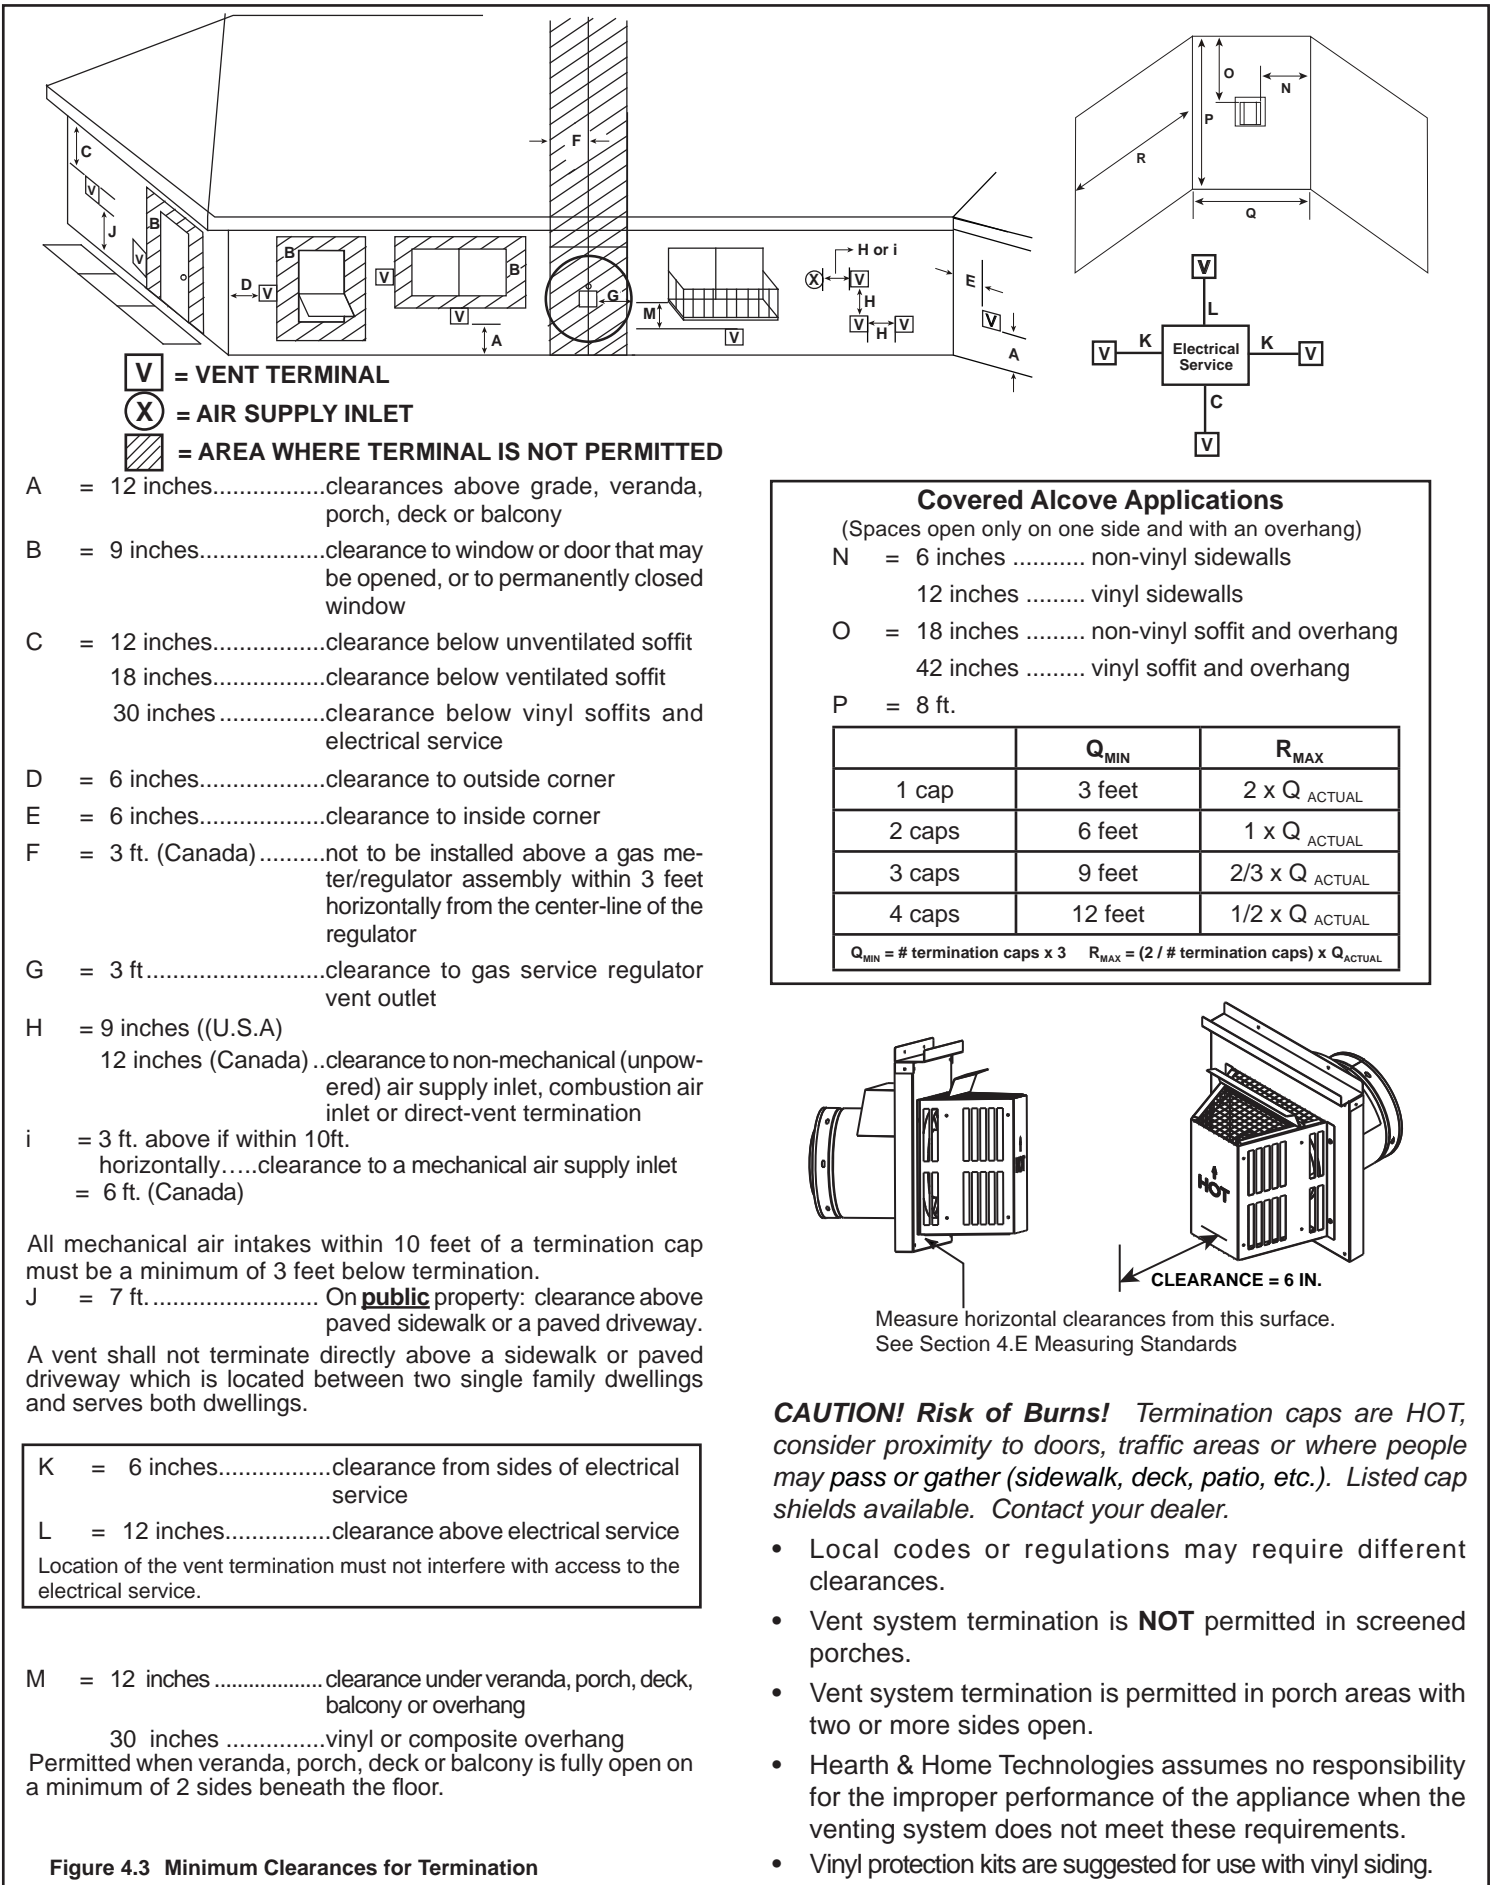 C
V
J
B
V
D
V
B
V
B
V
A
F
G
M
V
H or i
X
V
H
V
H
V
E
V
A
O
N
P
R
Q
V
L
V
K
Electrical
Service
K
V
C
V
V = VENT TERMINAL
X = AIR SUPPLY INLET
= AREA WHERE TERMINAL IS NOT PERMITTED
A = 12 inches.................clearances above grade, veranda,
porch, deck or balcony
B = 9 inches...................clearance to window or door that may
be opened, or to permanently closed
window
C = 12 inches.................clearance below unventilated soffit
18 inches.................clearance below ventilated soffit
30 inches .................clearance below vinyl soffits and
electrical service
D = 6 inches...................clearance to outside corner
E = 6 inches...................clearance to inside corner
F = 3 ft. (Canada) ..........not to be installed above a gas me-
ter/regulator assembly within 3 feet
horizontally from the center-line of the
regulator
G = 3 ft ...........................clearance to gas service regulator
vent outlet
H = 9 inches ((U.S.A)
12 inches (Canada) ..clearance to non-mechanical (unpow-
ered) air supply inlet, combustion air
inlet or direct-vent termination
i = 3 ft. above if within 10ft.
horizontally…..clearance to a mechanical air supply inlet
= 6 ft. (Canada)
All mechanical air intakes within 10 feet of a termination cap
must be a minimum of 3 feet below termination.
J = 7 ft. ......................... On public property: clearance above
paved sidewalk or a paved driveway.
A vent shall not terminate directly above a sidewalk or paved
driveway which is located between two single family dwellings
and serves both dwellings.
K = 6 inches.................clearance from sides of electrical
service
L = 12 inches................clearance above electrical service
Location of the vent termination must not interfere with access to the
electrical service.
M = 12 inches ................... clearance under veranda, porch, deck,
balcony or overhang
30 inches ...............vinyl or composite overhang
Permitted when veranda, porch, deck or balcony is fully open on
a minimum of 2 sides beneath the floor.
Figure 4.3 Minimum Clearances for Termination
Covered Alcove Applications
(Spaces open only on one side and with an overhang)
N = 6 inches ........... non-vinyl sidewalls
12 inches ......... vinyl sidewalls
O = 18 inches ......... non-vinyl soffit and overhang
42 inches ......... vinyl soffit and overhang
P = 8 ft.
QMIN RMAX
1 cap 3 feet 2 x Q ACTUAL
2 caps 6 feet 1 x Q ACTUAL
3 caps 9 feet 2/3 x Q ACTUAL
4 caps 12 feet 1/2 x Q ACTUAL
QMIN = # termination caps x 3 RMAX = (2 / # termination caps) x QACTUAL
HOT
HOT
CLEARANCE = 6 IN.
Measure horizontal clearances from this surface.
See Section 4.E Measuring Standards
CAUTION! Risk of Burns! Termination caps are HOT,
consider proximity to doors, traffic areas or where people
may pass or gather (sidewalk, deck, patio, etc.). Listed cap
shields available. Contact your dealer.
• Local codes or regulations may require different
clearances.
• Vent system termination is NOT permitted in screened
porches.
• Vent system termination is permitted in porch areas with
two or more sides open.
• Hearth & Home Technologies assumes no responsibility
for the improper performance of the appliance when the
venting system does not meet these requirements.
• Vinyl protection kits are suggested for use with vinyl siding.